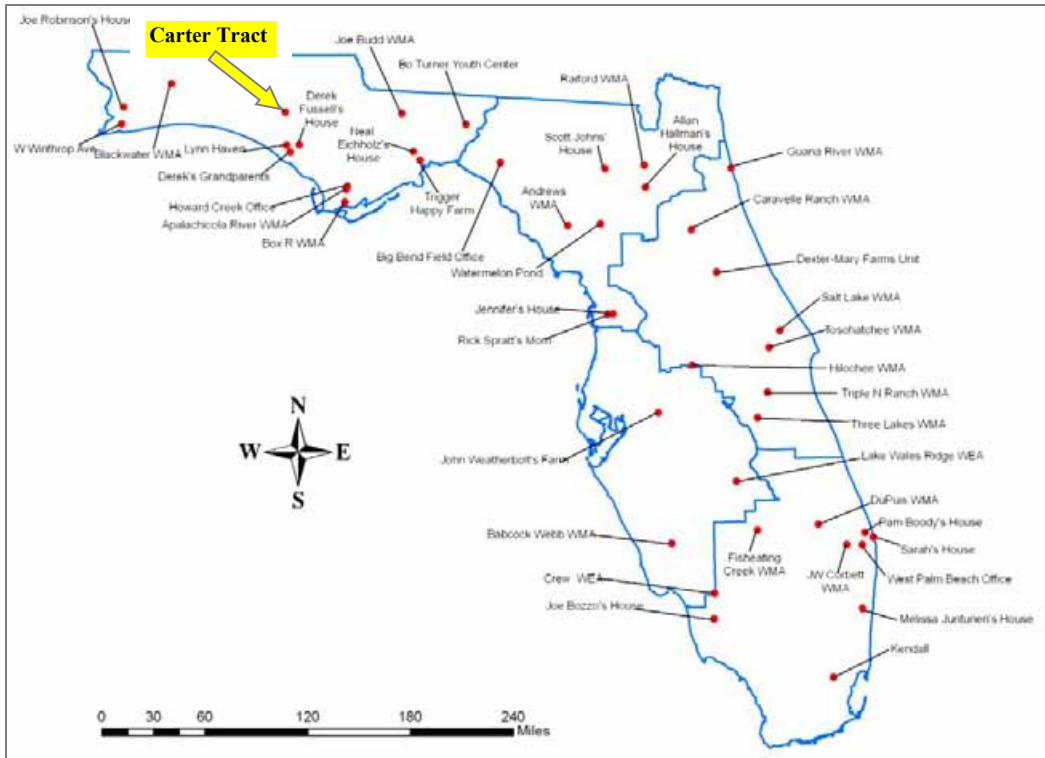 Joe Robinson's House
Carter Tract
Joe Budd WMA
Bo Turner Youth Center
Raiford WMA
Derek
Fussell's
House
Allan
Hallman's
House
Neal
Eichholz's
House
Scott Johns'
House
W Winthrop Ave
Blackwater WMA
Lynn Haven
Guana River WMA
Derek's Grandparents
Trigger
Happy Farm
Andrews
WMA
Caravelle Ranch WMA
Howard Creek Office
Apalachicola River WMA
Box R WMA
Big Bend Field Office
Watermelon Pond
Dexter-Mary Farms Unit
Salt Lake WMA
Jennifer's House
Tosohatchee WMA
Rick Spratt's Mom
Hilochee WMA
Triple N Ranch WMA
N
W E
S
Three Lakes WMA
John Weatherbolt's Farm
Lake Wales Ridge WEA
DuPuis WMA
Pam Boody's House
Babcock Webb WMA
Fisheating
Creek WMA
JW Corbett
WMA
Sarah's House
West Palm Beach Office
Crew WEA
Joe Bozzo's House
Melissa Junturien's House
Kendall
0 30 60 120 180 240
Miles